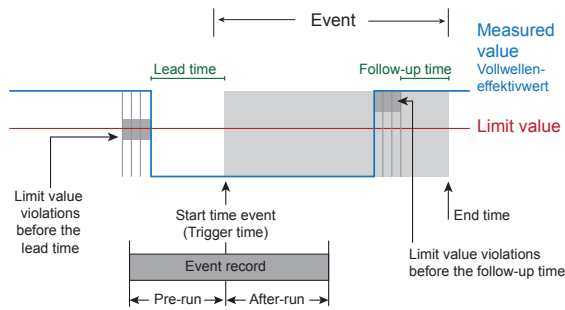 Event
Measured
value
Vollwellen-
effektivwert
Lead time
Follow-up time
Limit value
Limit value
violations
before the
lead time
Start time event
(Trigger time)
End time
Limit value violations
before the follow-up time
Event record
Pre-run
After-run